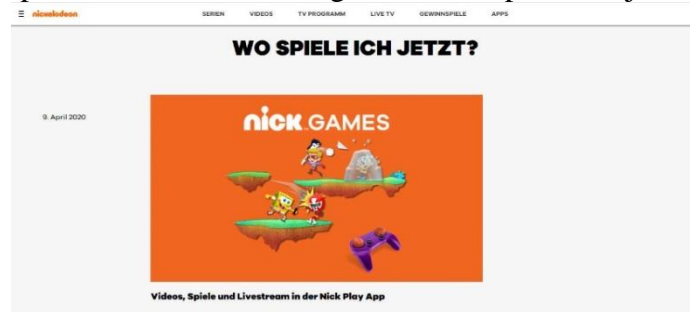 nickelodeon SERIEN VIDEOS TV PROGRAMM LIVE TV GEWINNSPIELE APPS
WO SPIELE ICH JETZT?
9. April 2020
nick.GAMES
Videos, Spiele und Livestream in der Nick Play App